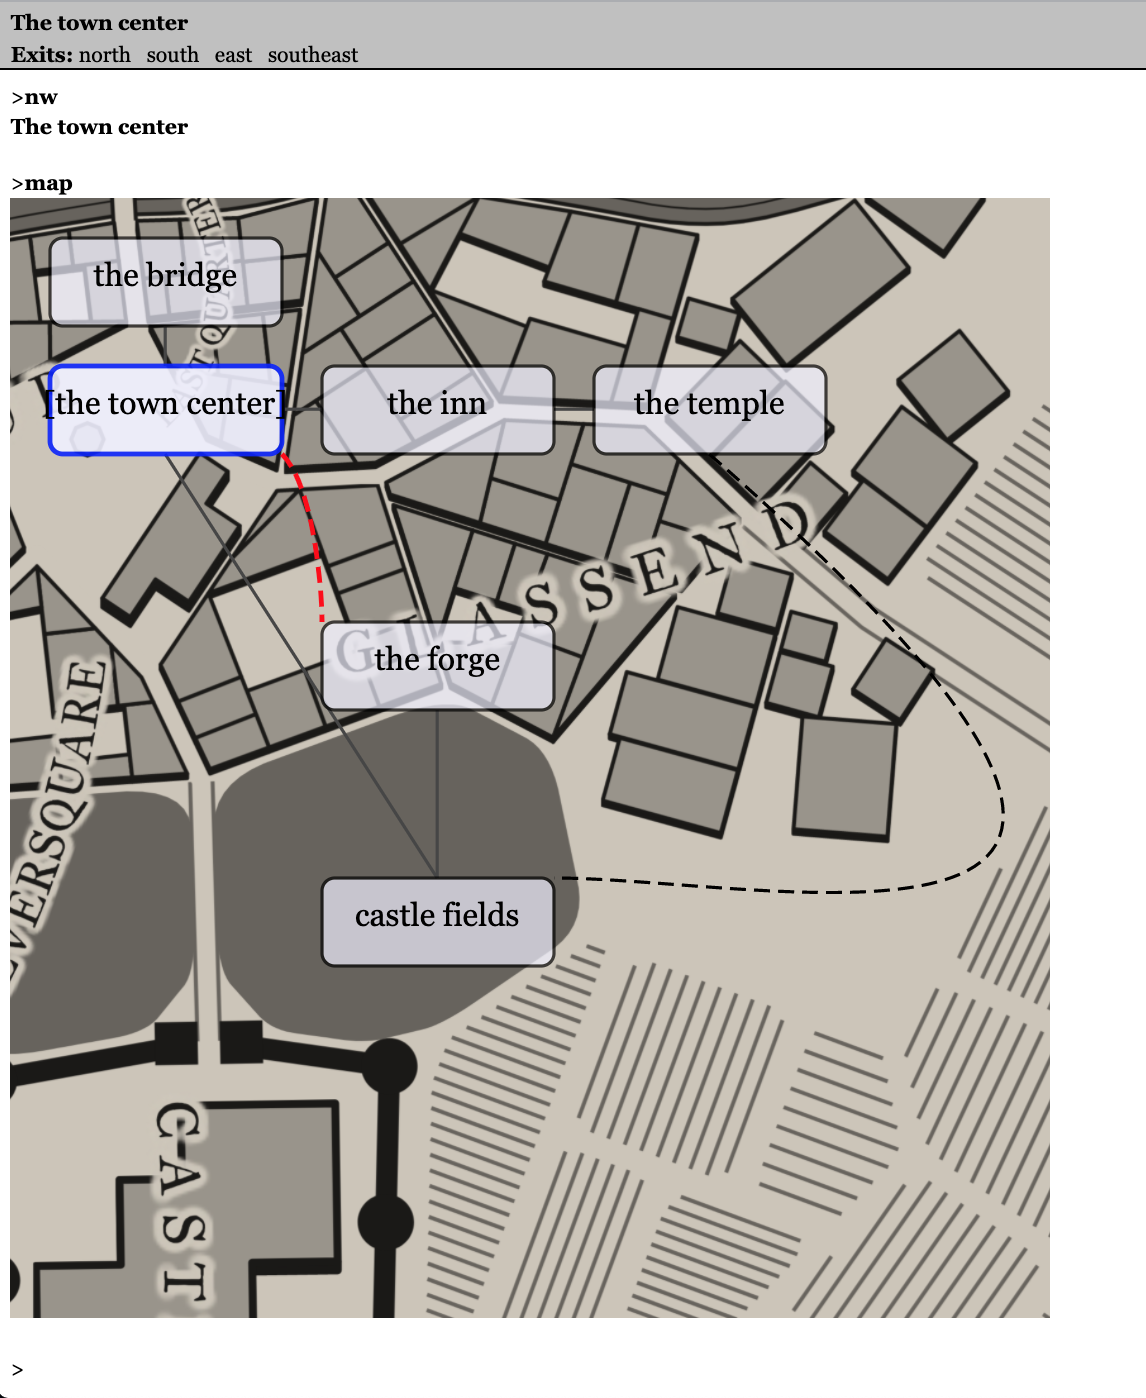 The town center
Exits: north south east southeast
>nw
The town center
>map
the bridge
[the town center]
the inn
the temple
GLASSEND
the forge
castle fields
CAST
>